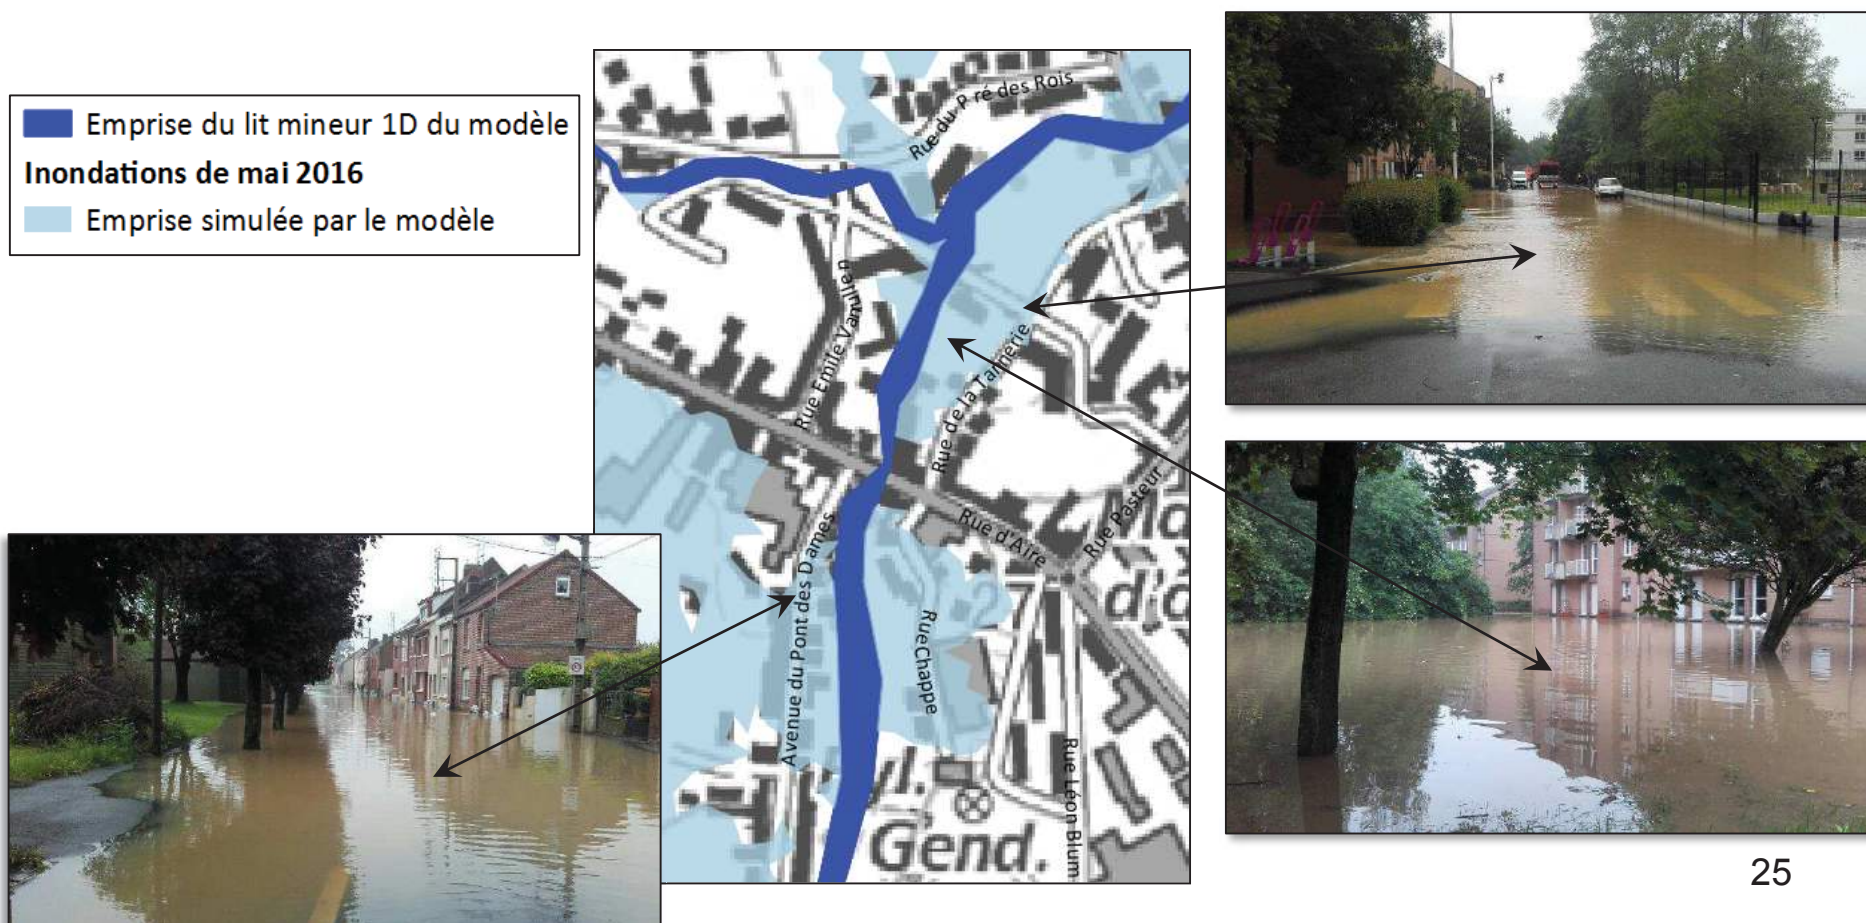 Emprise du lit mineur 1D du modèle
Inondations de mai 2016
Emprise simulée par le modèle
Rue du Pré des Rois
Rue Emile Vanrullen
Rue de la Tannerie
Rue d'Aire
Rue Pasteur
Avenue du Pont des Dames
Rue Chappe
Rue Léon Blum
Gend.
25